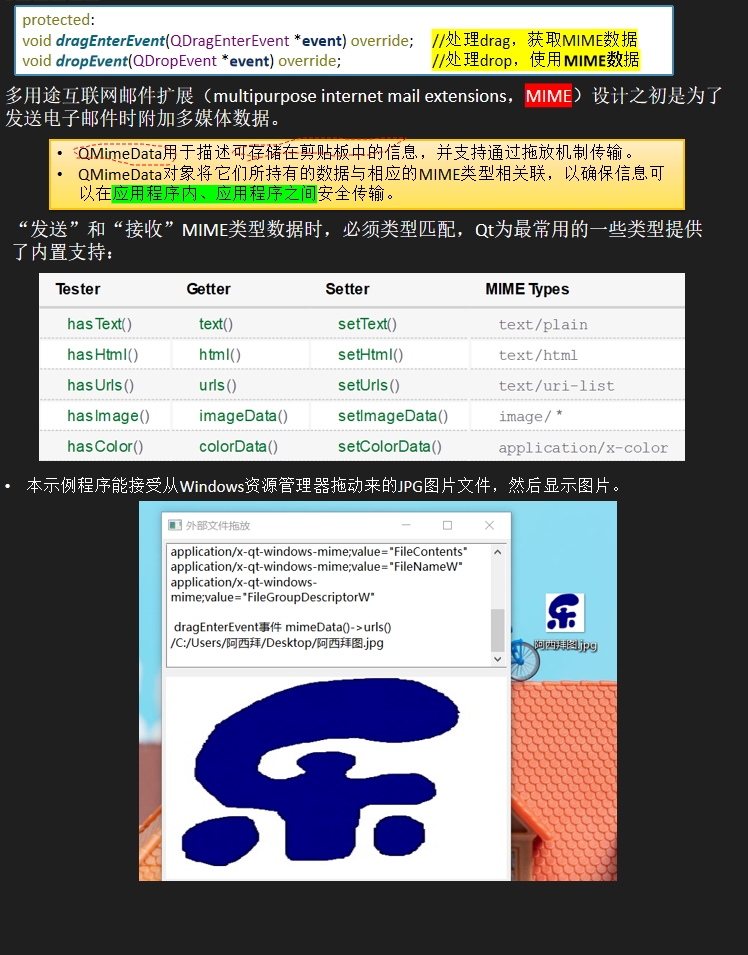 protected:
void dragEnterEvent(QDragEnterEvent *event) override; //处理drag，获取MIME数据
void dropEvent(QDropEvent *event) override; //处理drop，使用MIME数据
多用途互联网邮件扩展（multipurpose internet mail extensions，MIME）设计之初是为了
发送电子邮件时附加多媒体数据。
• QMimeData用于描述可存储在剪贴板中的信息，并支持通过拖放机制传输。
• QMimeData对象将它们所持有的数据与相应的MIME类型相关联，以确保信息可
以在应用程序内、应用程序之间安全传输。
“发送”和“接收”MIME类型数据时，必须类型匹配，Qt为最常用的一些类型提供
了内置支持：
Tester Getter Setter MIME Types
hasText() text() setText() text/plain
hasHtml() html() setHtml() text/html
hasUrls() urls() setUrls() text/uri-list
hasImage() imageData() setImageData() image/ *
hasColor() colorData() setColorData() application/x-color
• 本示例程序能接受从Windows资源管理器拖动来的JPG图片文件，然后显示图片。
外部文件拖放
application/x-qt-windows-mime;value="FileContents"
application/x-qt-windows-mime;value="FileNameW"
application/x-qt-windows-
mime;value="FileGroupDescriptorW"
dragEnterEvent事件 mimeData()->urls()
/C:/Users/阿西拜/Desktop/阿西拜图.jpg
阿西拜图.jpg